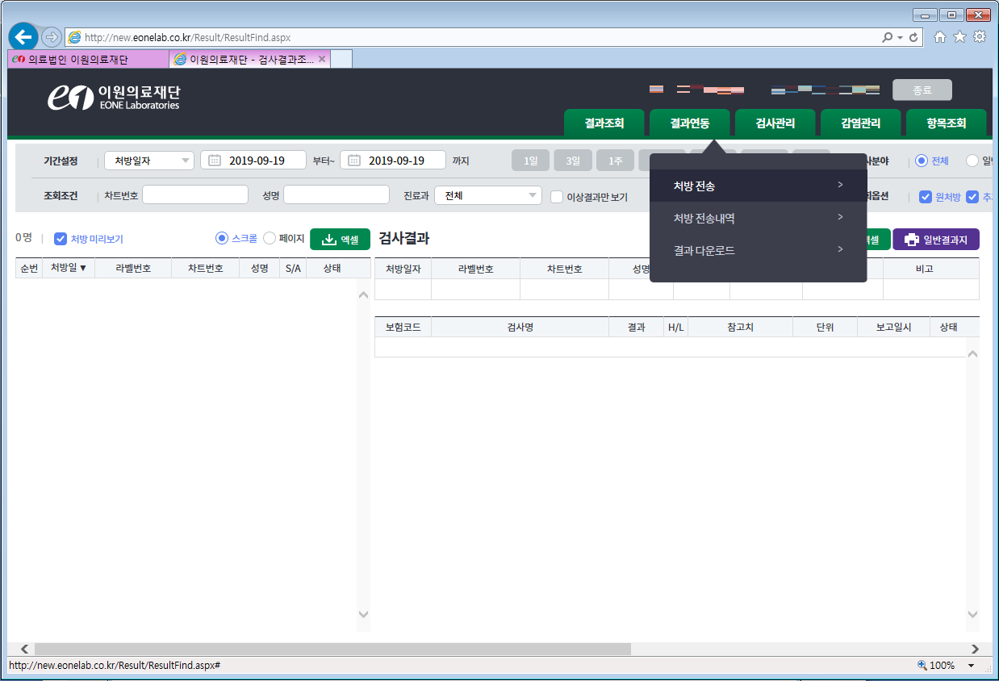 http://new.eonelab.co.kr/Result/ResultFind.aspx
의료법인 이원의료재단
이원의료재단 - 검사결과조...
이원의료재단
EONE Laboratories
종료
결과조회 결과연동 검사관리 감염관리 항목조회
기간설정 처방일자 2019-09-19 부터~ 2019-09-19 까지 1일 3일 1주 전체
조회조건 차트번호 성명 진료과 전체 이상결과만 보기 원처방
처방 전송 >
처방 전송내역 >
결과 다운로드 >
0 명 처방 미리보기 스크롤 페이지 엑셀 검사결과 일반결과지
순번 처방일▼ 라벨번호 차트번호 성명 S/A 상태
처방일자 라벨번호 차트번호 성명 비고
보험코드 검사명 결과 H/L 참고치 단위 보고일시 상태
http://new.eonelab.co.kr/Result/ResultFind.aspx#
100%